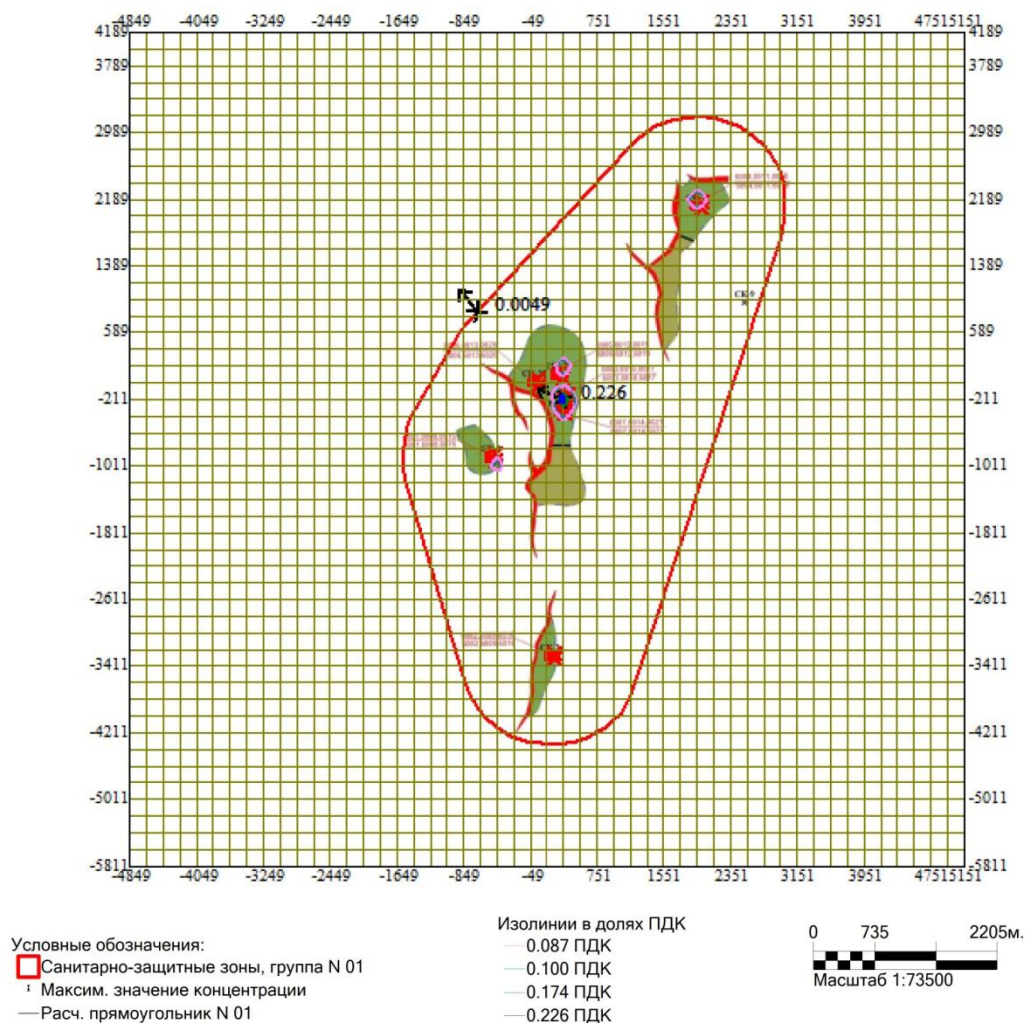 -4849 -4049 -3249 -2449 -1649 -849 -49 751 1551 2351 3151 3951 47515151
4189 4189
3789 3789
2989 2989
2189 2189
1389 1389
СК-9
0.0049
589 589
0.226
-211 -211
-1011 -1011
-1811 -1811
-2611 -2611
-3411 -3411
-4211 -4211
-5011 -5011
-5811 -5811
-4849 -4049 -3249 -2449 -1649 -849 -49 751 1551 2351 3151 3951 47515151
Условные обозначения:
Санитарно-защитные зоны, группа N 01
Максим. значение концентрации
Расч. прямоугольник N 01
Изолинии в долях ПДК
0.087 ПДК
0.100 ПДК
0.174 ПДК
0.226 ПДК
0 735 2205м.
Масштаб 1:73500